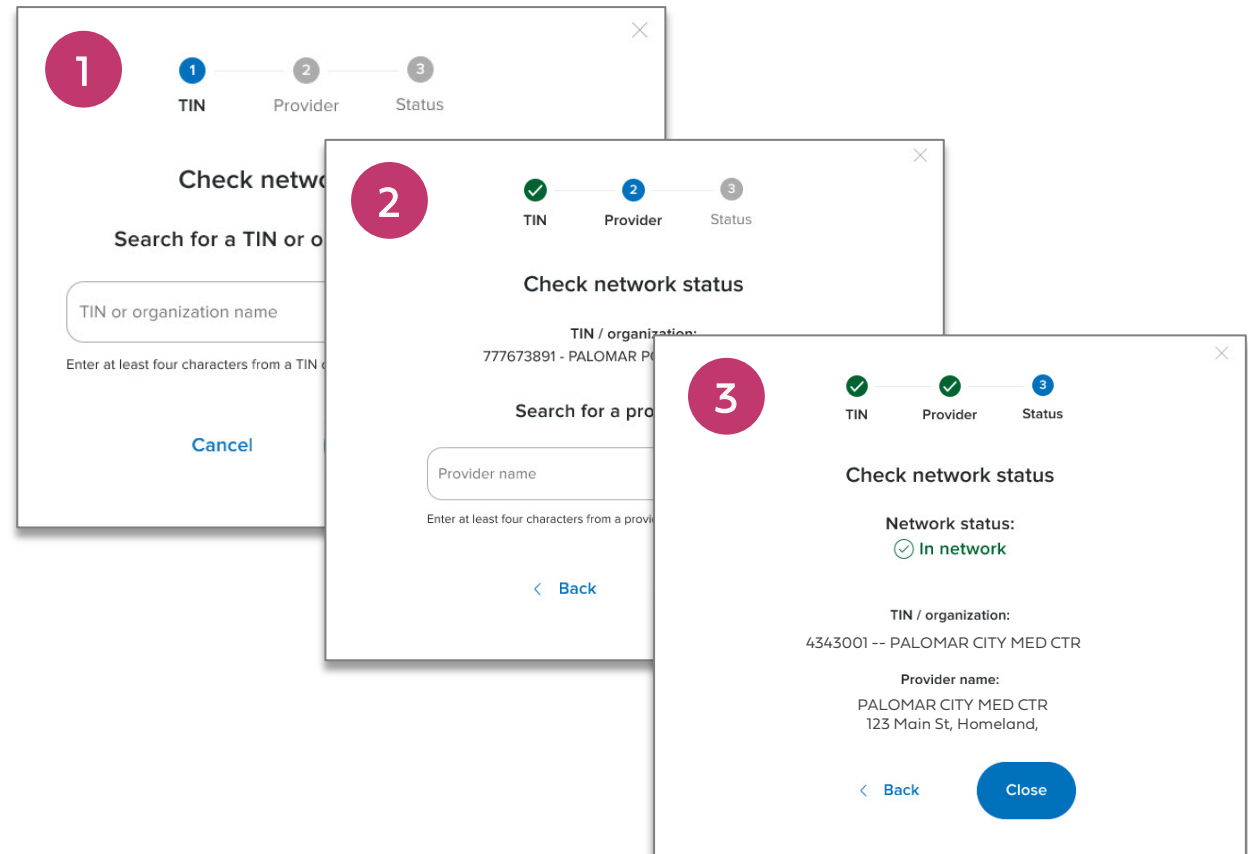 1
1 2 3
TIN Provider Status
Check netwo
Search for a TIN or o
TIN or organization name
Enter at least four characters from a TIN o
Cancel
2
2 3
TIN Provider Status
Check network status
TIN / organization:
777673891 - PALOMAR PO
Search for a pro
Provider name
Enter at least four characters from a provi
Back
3
3
TIN Provider Status
Check network status
Network status:
In network
TIN / organization:
4343001 -- PALOMAR CITY MED CTR
Provider name:
PALOMAR CITY MED CTR
123 Main St, Homeland,
Back Close